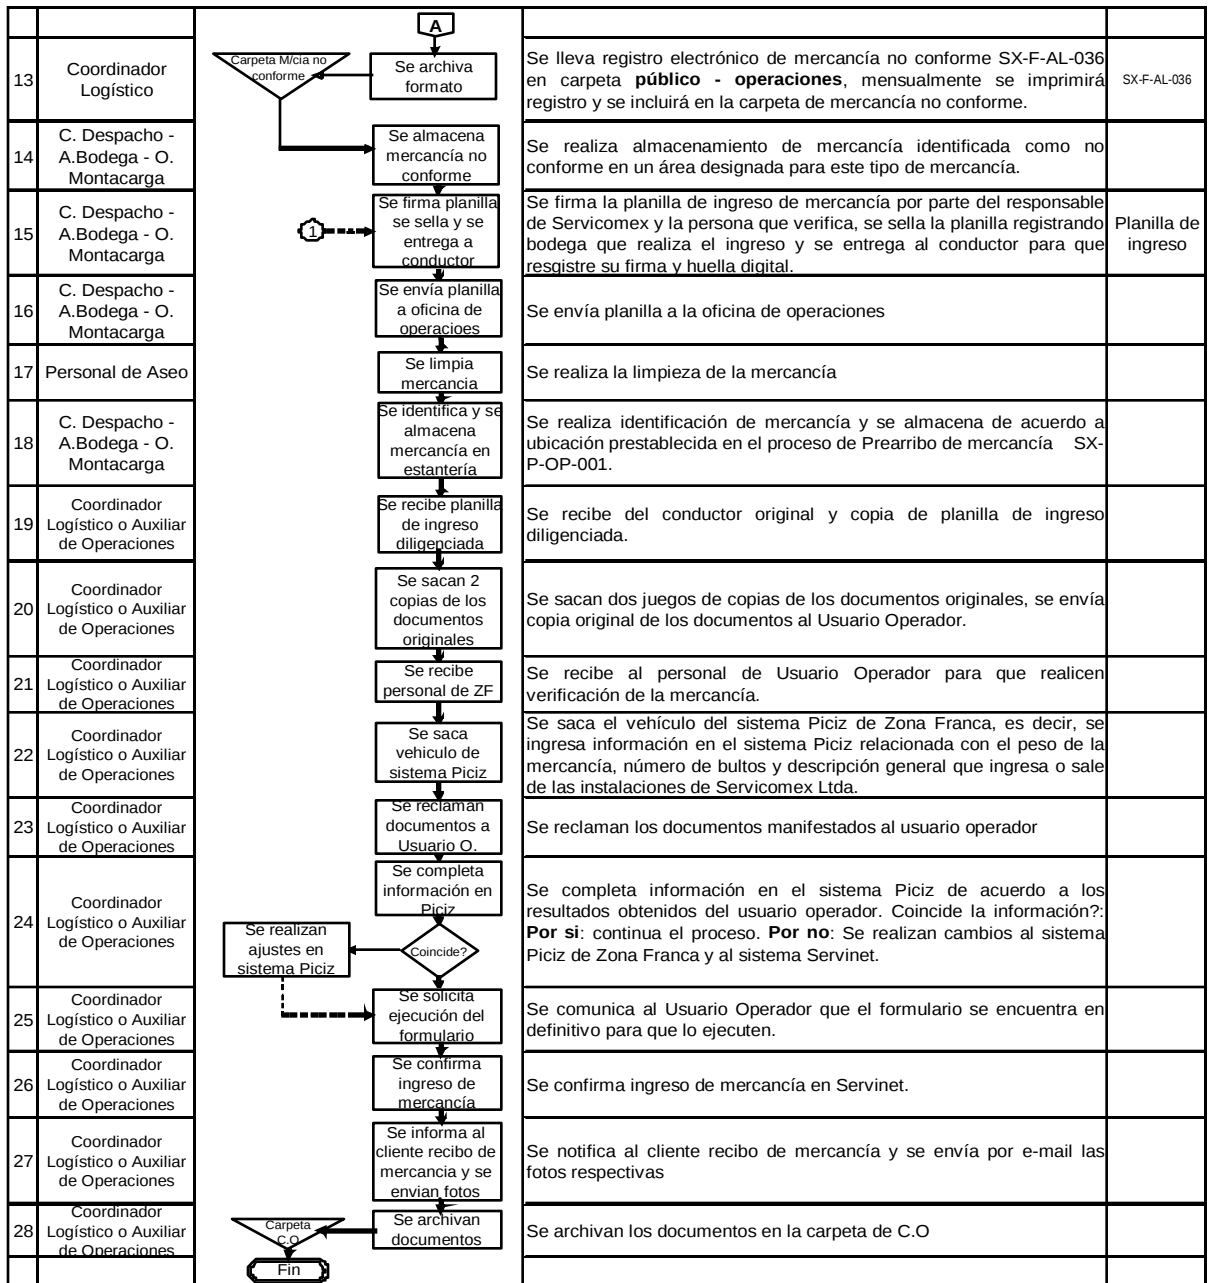 A
13
Coordinador
Logístico
Carpeta M/cia no
conforme
Se archiva
formato
Se lleva registro electrónico de mercancía no conforme SX-F-AL-036
en carpeta público - operaciones, mensualmente se imprimirá
registro y se incluirá en la carpeta de mercancía no conforme.
SX-F-AL-036
14
C. Despacho -
A.Bodega - O.
Montacarga
Se almacena
mercancía no
conforme
Se realiza almacenamiento de mercancía identificada como no
conforme en un área designada para este tipo de mercancía.
15
C. Despacho -
A.Bodega - O.
Montacarga
1
Se firma planilla
se sella y se
entrega a
conductor
Se firma la planilla de ingreso de mercancía por parte del responsable
de Servicomex y la persona que verifica, se sella la planilla registrando
bodega que realiza el ingreso y se entrega al conductor para que
resgistre su firma y huella digital.
Planilla de
ingreso
16
C. Despacho -
A.Bodega - O.
Montacarga
Se envía planilla
a oficina de
operacioes
Se envía planilla a la oficina de operaciones
17
Personal de Aseo
Se limpia
mercancia
Se realiza la limpieza de la mercancía
18
C. Despacho -
A.Bodega - O.
Montacarga
Se identifica y se
almacena
mercancía en
estantería
Se realiza identificación de mercancía y se almacena de acuerdo a
ubicación prestablecida en el proceso de Prearribo de mercancía SX-
P-OP-001.
19
Coordinador
Logístico o Auxiliar
de Operaciones
Se recibe planilla
de ingreso
diligenciada
Se recibe del conductor original y copia de planilla de ingreso
diligenciada.
20
Coordinador
Logístico o Auxiliar
de Operaciones
Se sacan 2
copias de los
documentos
originales
Se sacan dos juegos de copias de los documentos originales, se envía
copia original de los documentos al Usuario Operador.
21
Coordinador
Logístico o Auxiliar
de Operaciones
Se recibe
personal de ZF
Se recibe al personal de Usuario Operador para que realicen
verificación de la mercancía.
22
Coordinador
Logístico o Auxiliar
de Operaciones
Se saca
vehiculo de
sistema Piciz
Se saca el vehículo del sistema Piciz de Zona Franca, es decir, se
ingresa información en el sistema Piciz relacionada con el peso de la
mercancía, número de bultos y descripción general que ingresa o sale
de las instalaciones de Servicomex Ltda.
23
Coordinador
Logístico o Auxiliar
de Operaciones
Se reclaman
documentos a
Usuario O.
Se reclaman los documentos manifestados al usuario operador
24
Coordinador
Logístico o Auxiliar
de Operaciones
Se completa
información en
Piciz
Se realizan
ajustes en
sistema Piciz
Coincide?
Se completa información en el sistema Piciz de acuerdo a los
resultados obtenidos del usuario operador. Coincide la información?:
Por si: continua el proceso. Por no: Se realizan cambios al sistema
Piciz de Zona Franca y al sistema Servinet.
25
Coordinador
Logístico o Auxiliar
de Operaciones
Se solicita
ejecución del
formulario
Se comunica al Usuario Operador que el formulario se encuentra en
definitivo para que lo ejecuten.
26
Coordinador
Logístico o Auxiliar
de Operaciones
Se confirma
ingreso de
mercancía
Se confirma ingreso de mercancía en Servinet.
27
Coordinador
Logístico o Auxiliar
de Operaciones
Se informa al
cliente recibo de
mercancia y se
envian fotos
Se notifica al cliente recibo de mercancía y se envía por e-mail las
fotos respectivas
28
Coordinador
Logístico o Auxiliar
de Operaciones
Carpeta
C.O
Se archivan
documentos
Se archivan los documentos en la carpeta de C.O
Fin